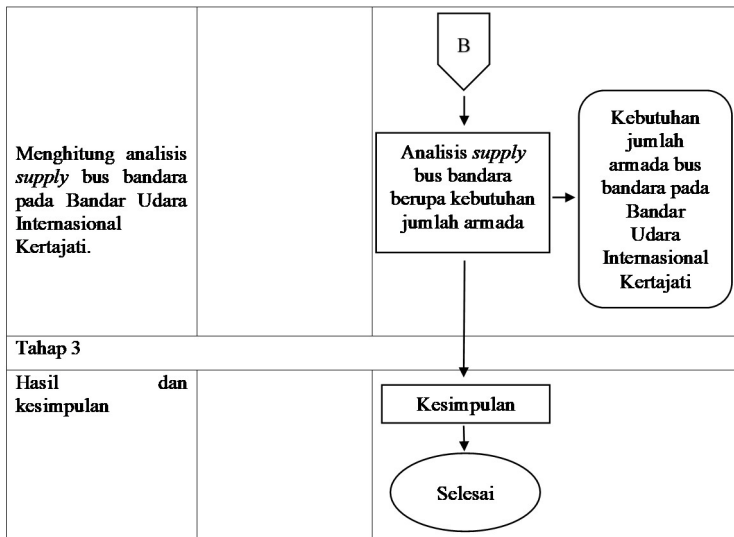 B
Menghitung analisis
supply bus bandara
pada Bandar Udara
Internasional
Kertajati.
Analisis supply
bus bandara
berupa kebutuhan
jumlah armada
Kebutuhan
jumlah
armada bus
bandara pada
Bandar
Udara
Internasional
Kertajati
Tahap 3
Hasil dan
kesimpulan
Kesimpulan
Selesai